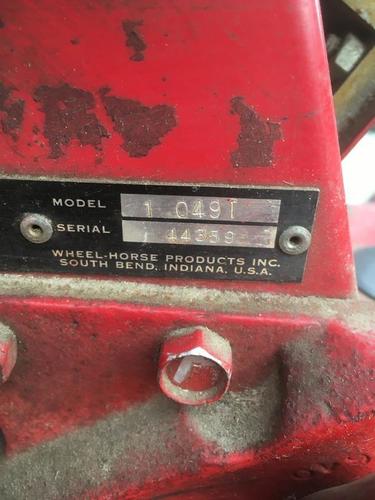 MODEL 1 0491
SERIAL 44359
WHEEL-HORSE PRODUCTS INC.
SOUTH BEND, INDIANA, U.S.A.